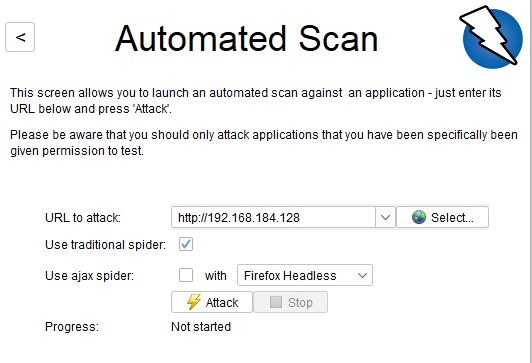 <
Automated Scan
This screen allows you to launch an automated scan against  an application - just enter its
URL below and press 'Attack'.
Please be aware that you should only attack applications that you have been specifically been
given permission to test.
URL to attack: http://192.168.184.128 Select...
Use traditional spider:
Use ajax spider: with Firefox Headless
Attack Stop
Progress: Not started